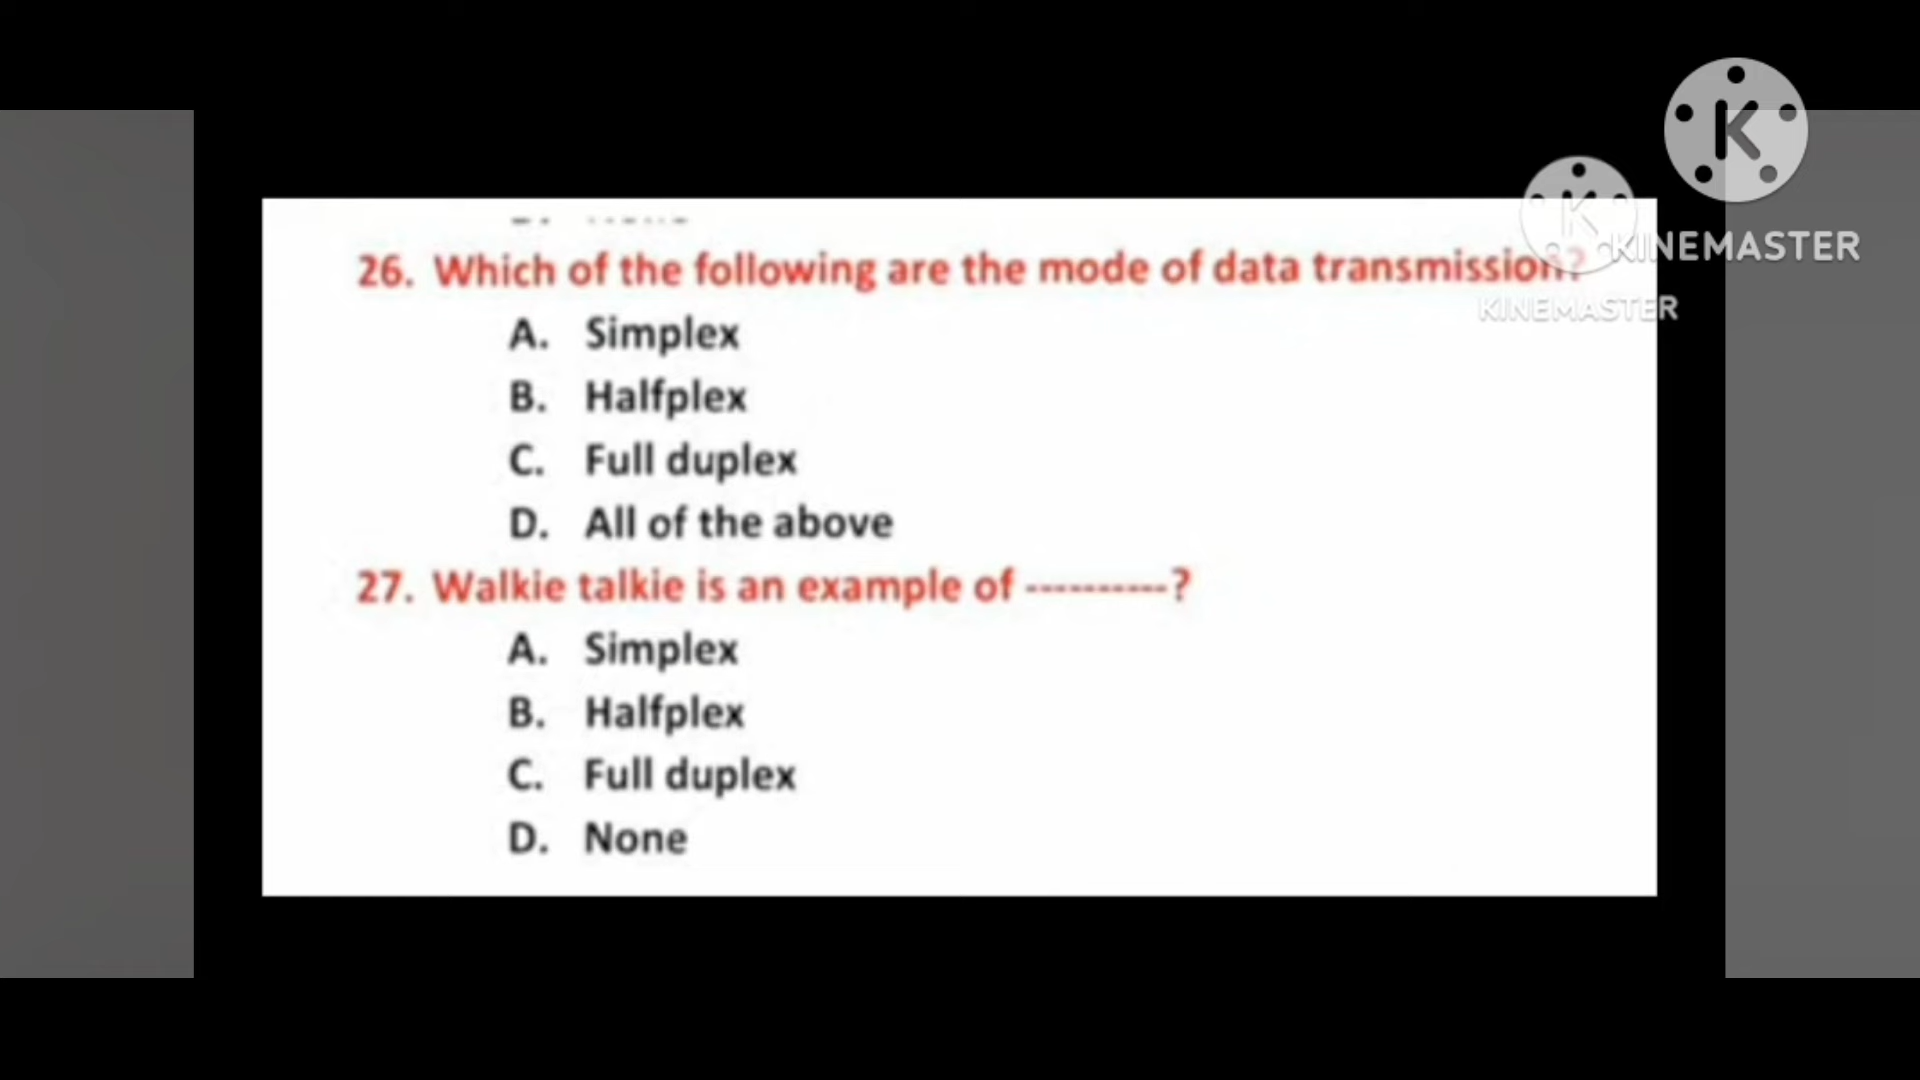 26. Which of the following are the mode of data transmission?
A. Simplex
B. Halfplex
C. Full duplex
D. All of the above
27. Walkie talkie is an example of ----------?
A. Simplex
B. Halfplex
C. Full duplex
D. None
K
KINEMASTER
K
KINEMASTER